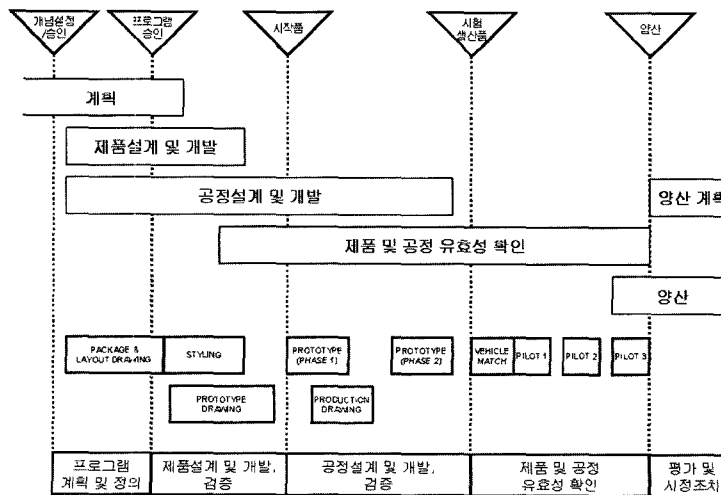 개념설정
/승인
프로그램
승인
시작품
시험
생산품
양산
계획
제품설계 및 개발
공정설계 및 개발
양산 계획
제품 및 공정 유효성 확인
양산
PACKAGE &
LAYOUT DRAWING
STYLING
PROTOTYPE
(PHASE 1)
PROTOTYPE
(PHASE 2)
VEHICLE
MATCH
PILOT 1
PILOT 2
PILOT 3
PROTOTYPE
DRAWING
PRODUCTION
DRAWING
프로그램
계획 및 정의
제품설계 및 개발,
검증
공정설계 및 개발,
검증
제품 및 공정
유효성 확인
평가 및
시정조치